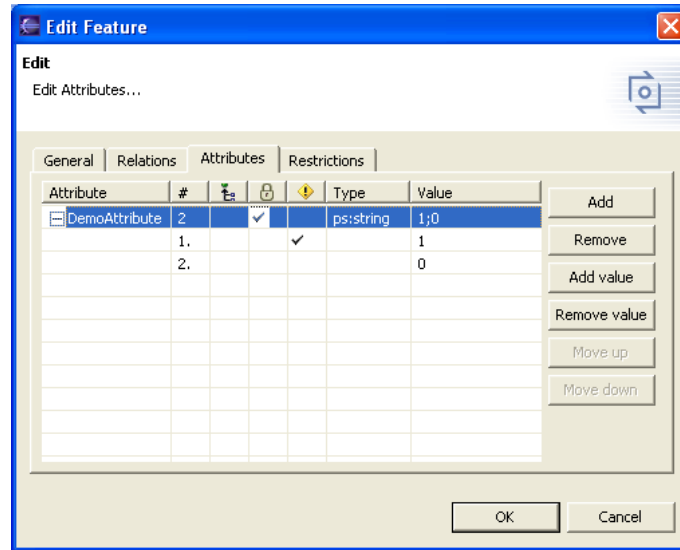 Edit Feature
Edit
Edit Attributes...
General Relations Attributes Restrictions
Attribute # Type Value
DemoAttribute 2 ps:string 1;0
1. 1
2. 0
Add
Remove
Add value
Remove value
Move up
Move down
OK Cancel